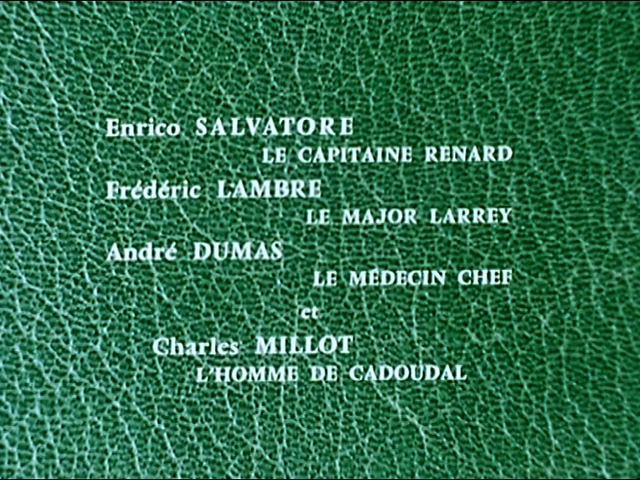 Enrico SALVATORE
LE CAPITAINE RENARD
Frédéric LAMBRE
LE MAJOR LARREY
André DUMAS
LE MÉDECIN CHEF
et
Charles MILLOT
L'HOMME DE CADOUDAL